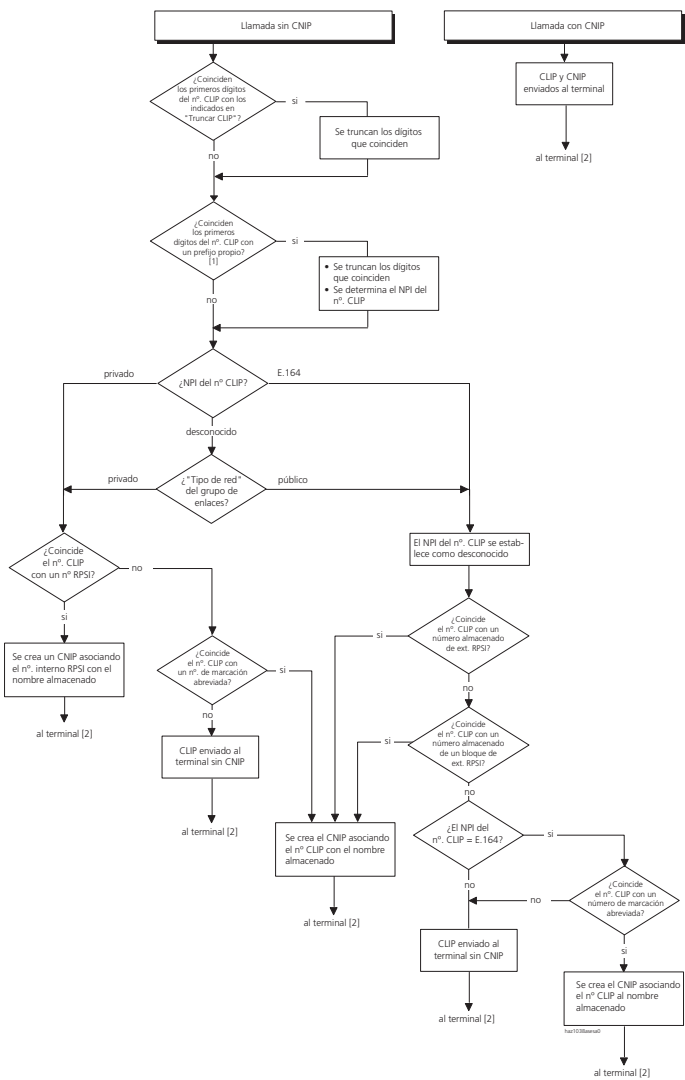 Llamada sin CNIP
Llamada con CNIP
¿Coinciden
los primeros dígitos
del nº. CLIP con los
indicados en
"Truncar CLIP"?
si
Se truncan los dígitos
que coinciden
no
CLIP y CNIP
enviados al terminal
al terminal [2]
¿Coinciden
los primeros
dígitos del nº. CLIP con
un prefijo propio?
[1]
si
• Se truncan los dígitos
que coinciden
• Se determina el NPI del
nº. CLIP
no
privado
¿NPI del nº CLIP?
E.164
desconocido
privado
¿"Tipo de red"
del grupo de
enlaces?
público
¿Coincide
el nº. CLIP
con un nº RPSI?
no
si
Se crea un CNIP asociando
el nº. interno RPSI con el
nombre almacenado
al terminal [2]
¿Coincide
el nº. CLIP con
un nº. de marcación
abreviada?
si
no
CLIP enviado al
terminal sin CNIP
al terminal [2]
El NPI del nº. CLIP se estab-
lece como desconocido
¿Coincide
el nº. CLIP con un
número almacenado
de ext. RPSI?
si
no
¿Coincide
el nº. CLIP con un
número almacenado
de un bloque de
ext. RPSI?
si
no
Se crea el CNIP asociando
el nº CLIP con el nombre
almacenado
al terminal [2]
¿El NPI del
nº. CLIP = E.164?
si
no
¿Coincide
el nº. CLIP con un
número de marcación
abreviada?
no
si
CLIP enviado al
terminal sin CNIP
al terminal [2]
Se crea el CNIP asociando
el nº CLIP al nombre
almacenado
al terminal [2]